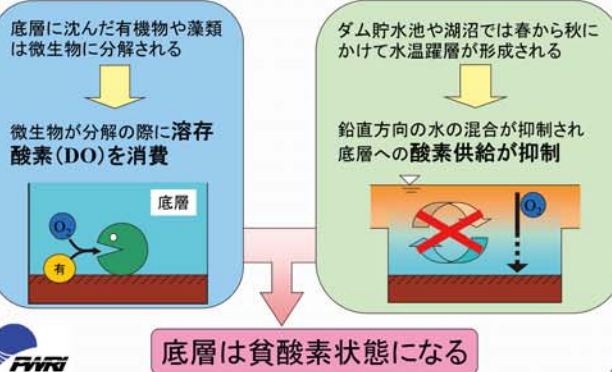 底層に沈んだ有機物や藻類
は微生物に分解される
微生物が分解の際に溶存
酸素(DO)を消費
底層
O2
有
ダム貯水池や湖沼では春から秋に
かけて水温躍層が形成される
鉛直方向の水の混合が抑制され
底層への酸素供給が抑制
O2
底層は貧酸素状態になる
PWRI